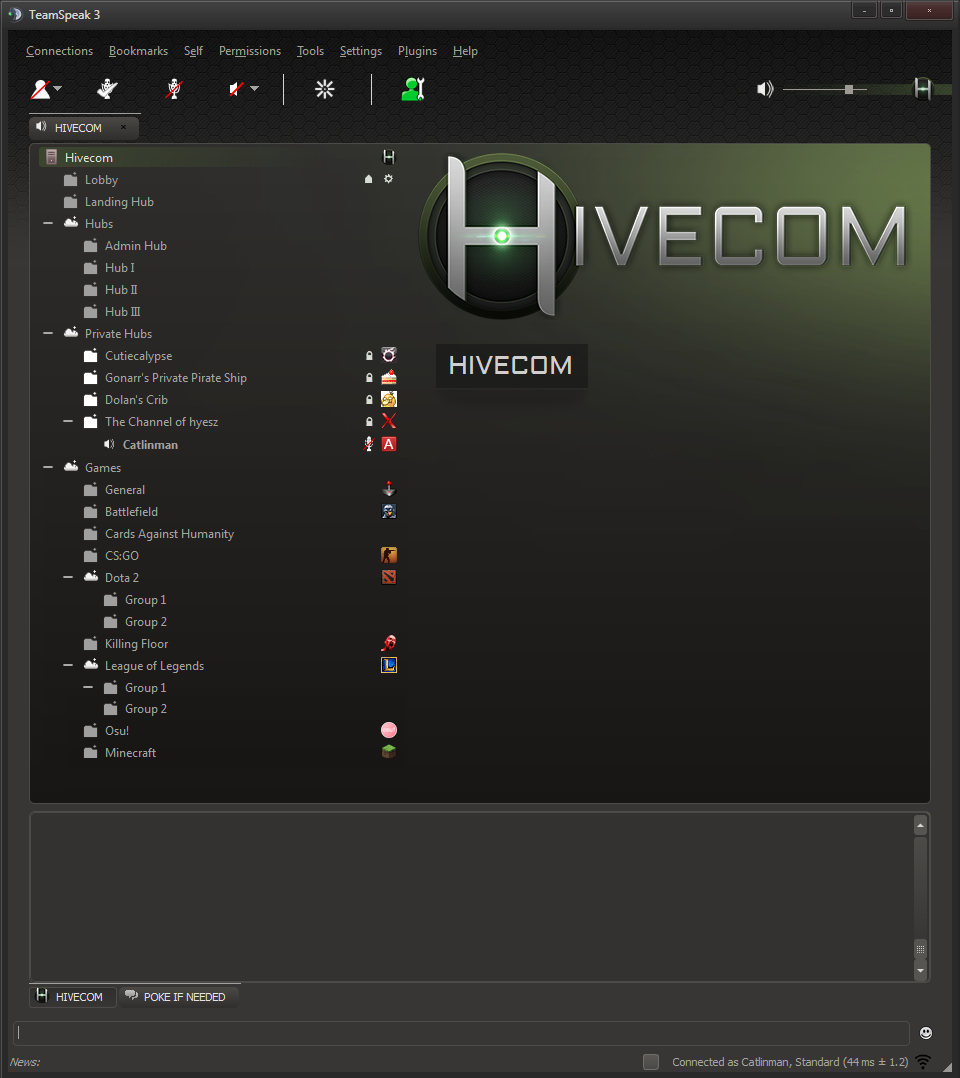 TeamSpeak 3
Connections Bookmarks Self Permissions Tools Settings Plugins Help
HIVECOM
Hivecom
Lobby
Landing Hub
Hubs
Admin Hub
Hub I
Hub II
Hub III
Private Hubs
Cutiecalypse
Gonarr's Private Pirate Ship
Dolan's Crib
The Channel of hyesz
Catlinman
A
Games
General
Battlefield
Cards Against Humanity
CS:GO
Dota 2
Group 1
Group 2
Killing Floor
League of Legends
L
Group 1
Group 2
Osu!
Minecraft
HIVECOM
HIVECOM
HIVECOM POKE IF NEEDED
News: Connected as Catlinman, Standard (44 ms ± 1.2)